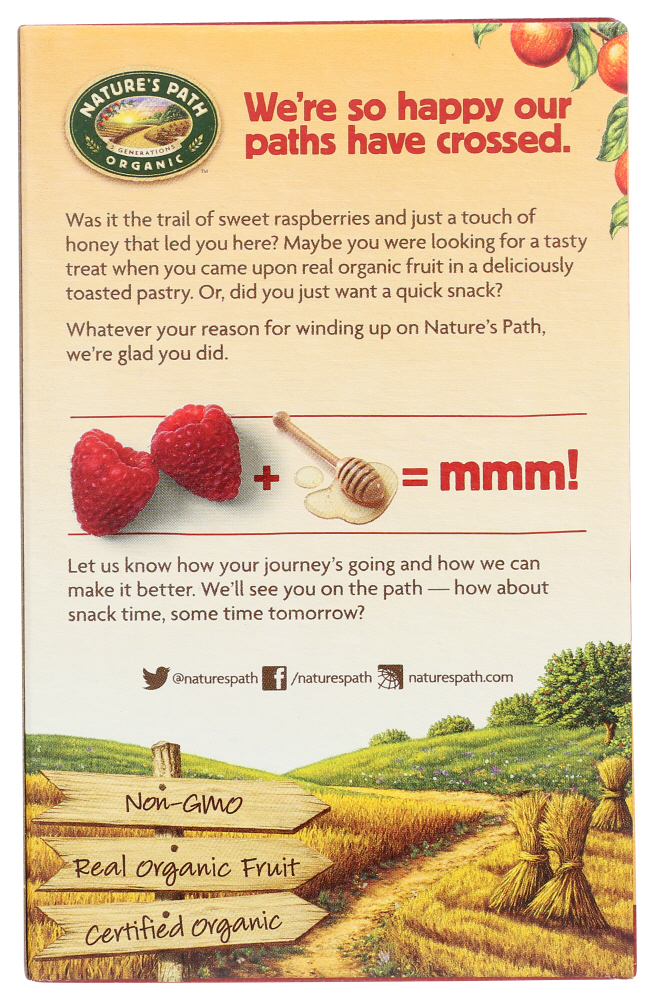 NATURE'S PATH
GENERATIONS
ORGANIC
™
We're so happy our
paths have crossed.
Was it the trail of sweet raspberries and just a touch of
honey that led you here? Maybe you were looking for a tasty
treat when you came upon real organic fruit in a deliciously
toasted pastry. Or, did you just want a quick snack?
Whatever your reason for winding up on Nature's Path,
we're glad you did.
+ = mmm!
Let us know how your journey's going and how we can
make it better. We'll see you on the path — how about
snack time, some time tomorrow?
@naturespath f /naturespath naturespath.com
Non-GMO
Real Organic Fruit
Certified Organic